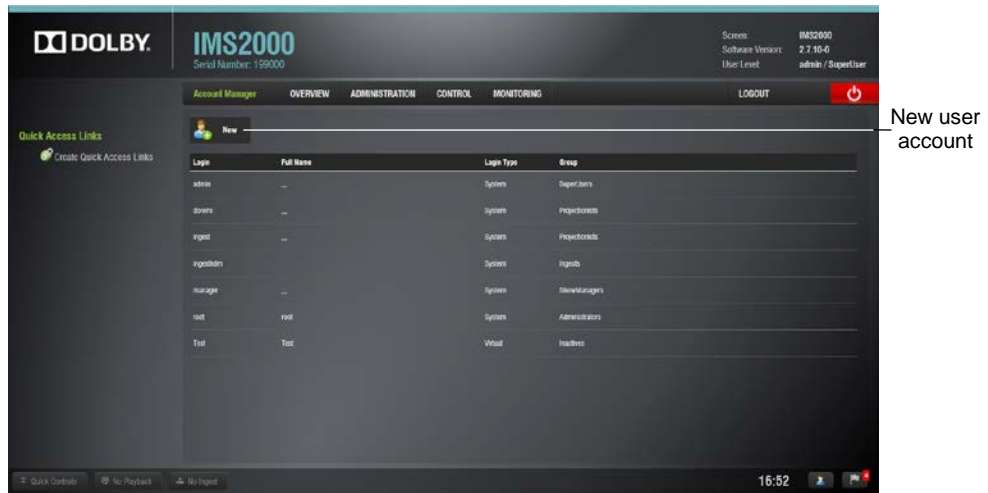 DOLBY.
IMS2000
Serial Number: 199000
Screen: IMS2000
Software Version: 2.7.10-0
User Level: admin / SuperUser
Account Manager OVERVIEW ADMINISTRATION CONTROL MONITORING LOGOUT
Quick Access Links
Create Quick Access Links
New
New user
account
Login Full Name Login Type Group
admin ... System SuperUsers
doremi ... System Projectionists
ingest ... System Projectionists
System Ingests
manager ... System ShowManagers
root root System Administrators
Test Test Virtual Inactives
Quick Controls No Playback No Ingest 16:52